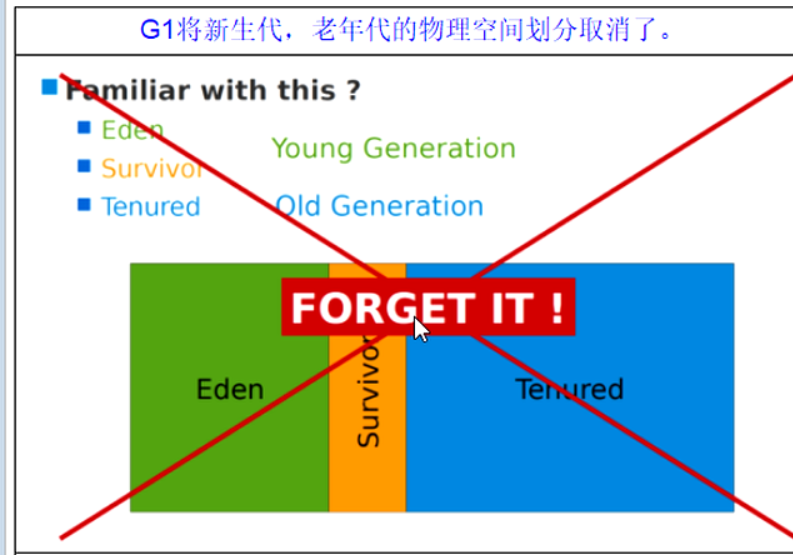 G1将新生代，老年代的物理空间划分取消了。
Familiar with this ?
Eden
Survivor
Tenured
Young Generation
Old Generation
FORGET IT !
Eden
Survivor
Tenured